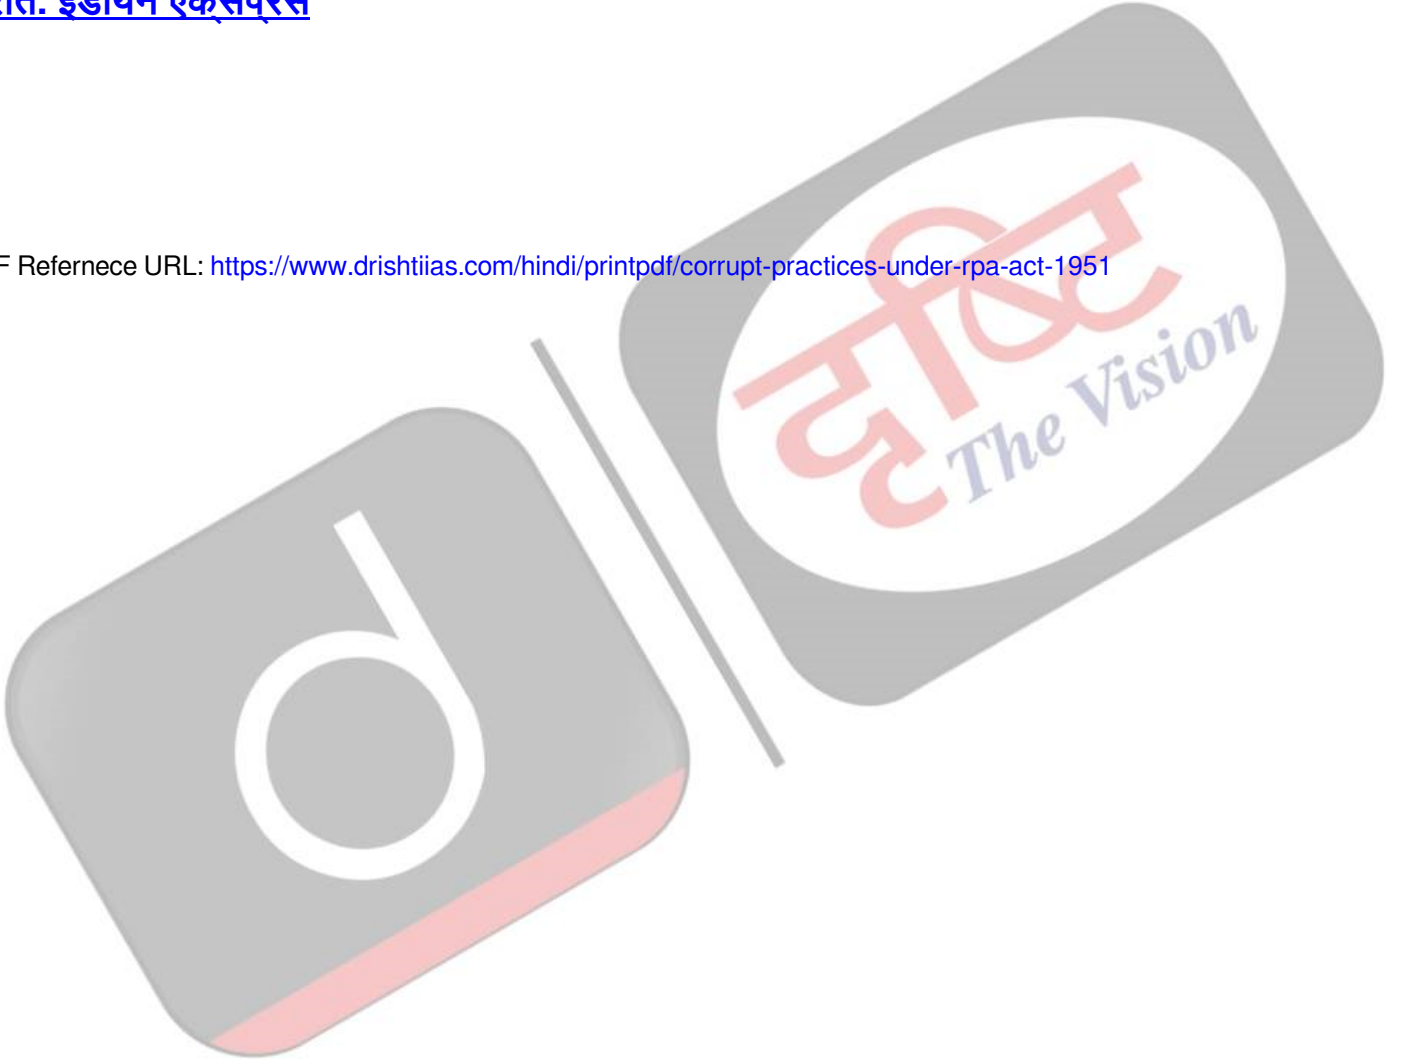 स्रोत: इंडियन एक्सप्रेस
F Refernece URL: https://www.drishtiias.com/hindi/printpdf/corrupt-practices-under-rpa-act-1951
दृष्टि
The Vision
d